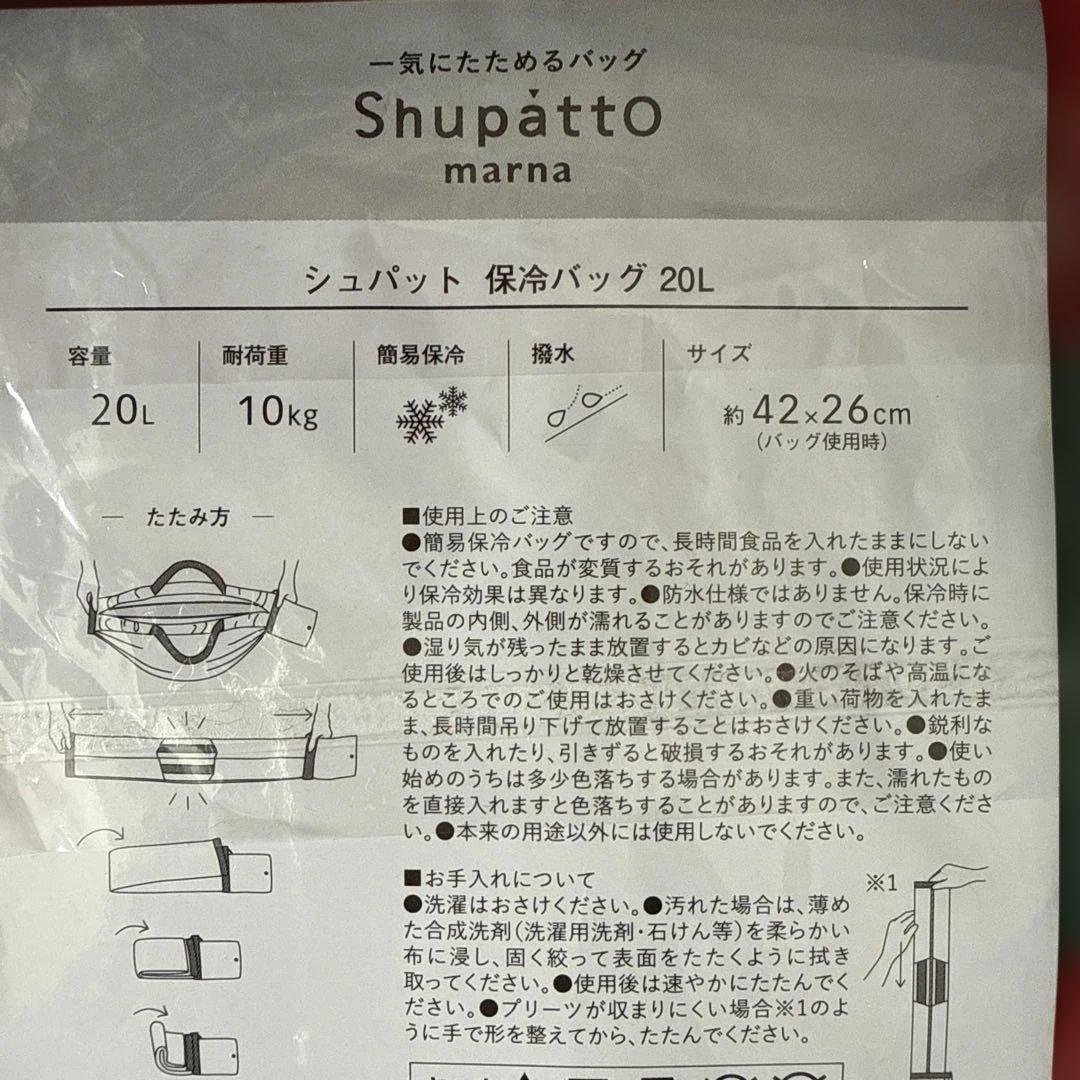 一気にたためるバッグ
Shupatto
marna
シュパット 保冷バッグ 20L
容量
20L
耐荷重
10kg
簡易保冷
撥水
サイズ
約 42×26cm
(バッグ使用時)
― たたみ方 ―
■使用上のご注意
●簡易保冷バッグですので、長時間食品を入れたままにしない
でください。食品が変質するおそれがあります。●使用状況によ
り保冷効果は異なります。●防水仕様ではありません。保冷時に
製品の内側、外側が濡れることがありますのでご注意ください。
●湿り気が残ったまま放置するとカビなどの原因になります。ご
使用後はしっかりと乾燥させてください。●火のそばや高温にな
るところでのご使用はおさけください。●重い荷物を入れたま
ま、長時間吊り下げて放置することはおさけください。●鋭利な
ものを入れたり、引きずると破損するおそれがあります。●使い
始めのうちは多少色落ちする場合があります。また、濡れたもの
を直接入れますと色落ちすることがありますので、ご注意くださ
い。●本来の用途以外には使用しないでください。
■お手入れについて
●洗濯はおさけください。●汚れた場合は、薄め
た合成洗剤(洗濯用洗剤・石けん等)を柔らかい
布に浸し、固く絞って表面をたたくように拭き
取ってください。●使用後は速やかにたたんでく
ださい。●プリーツが収まりにくい場合※1のよ
うに手で形を整えてから、たたんでください。
※1